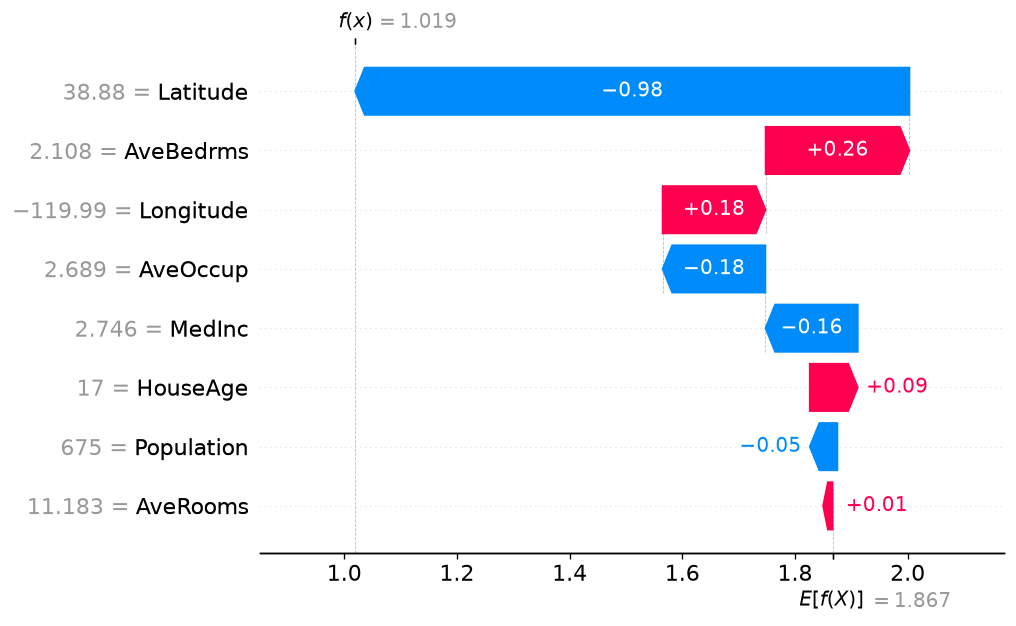 f(x) = 1.019
38.88 = Latitude
−0.98
2.108 = AveBedrms
+0.26
−119.99 = Longitude
+0.18
2.689 = AveOccup
−0.18
2.746 = MedInc
−0.16
17 = HouseAge
+0.09
675 = Population
−0.05
11.183 = AveRooms
+0.01
1.0 1.2 1.4 1.6 1.8 2.0
E[f(X)] = 1.867